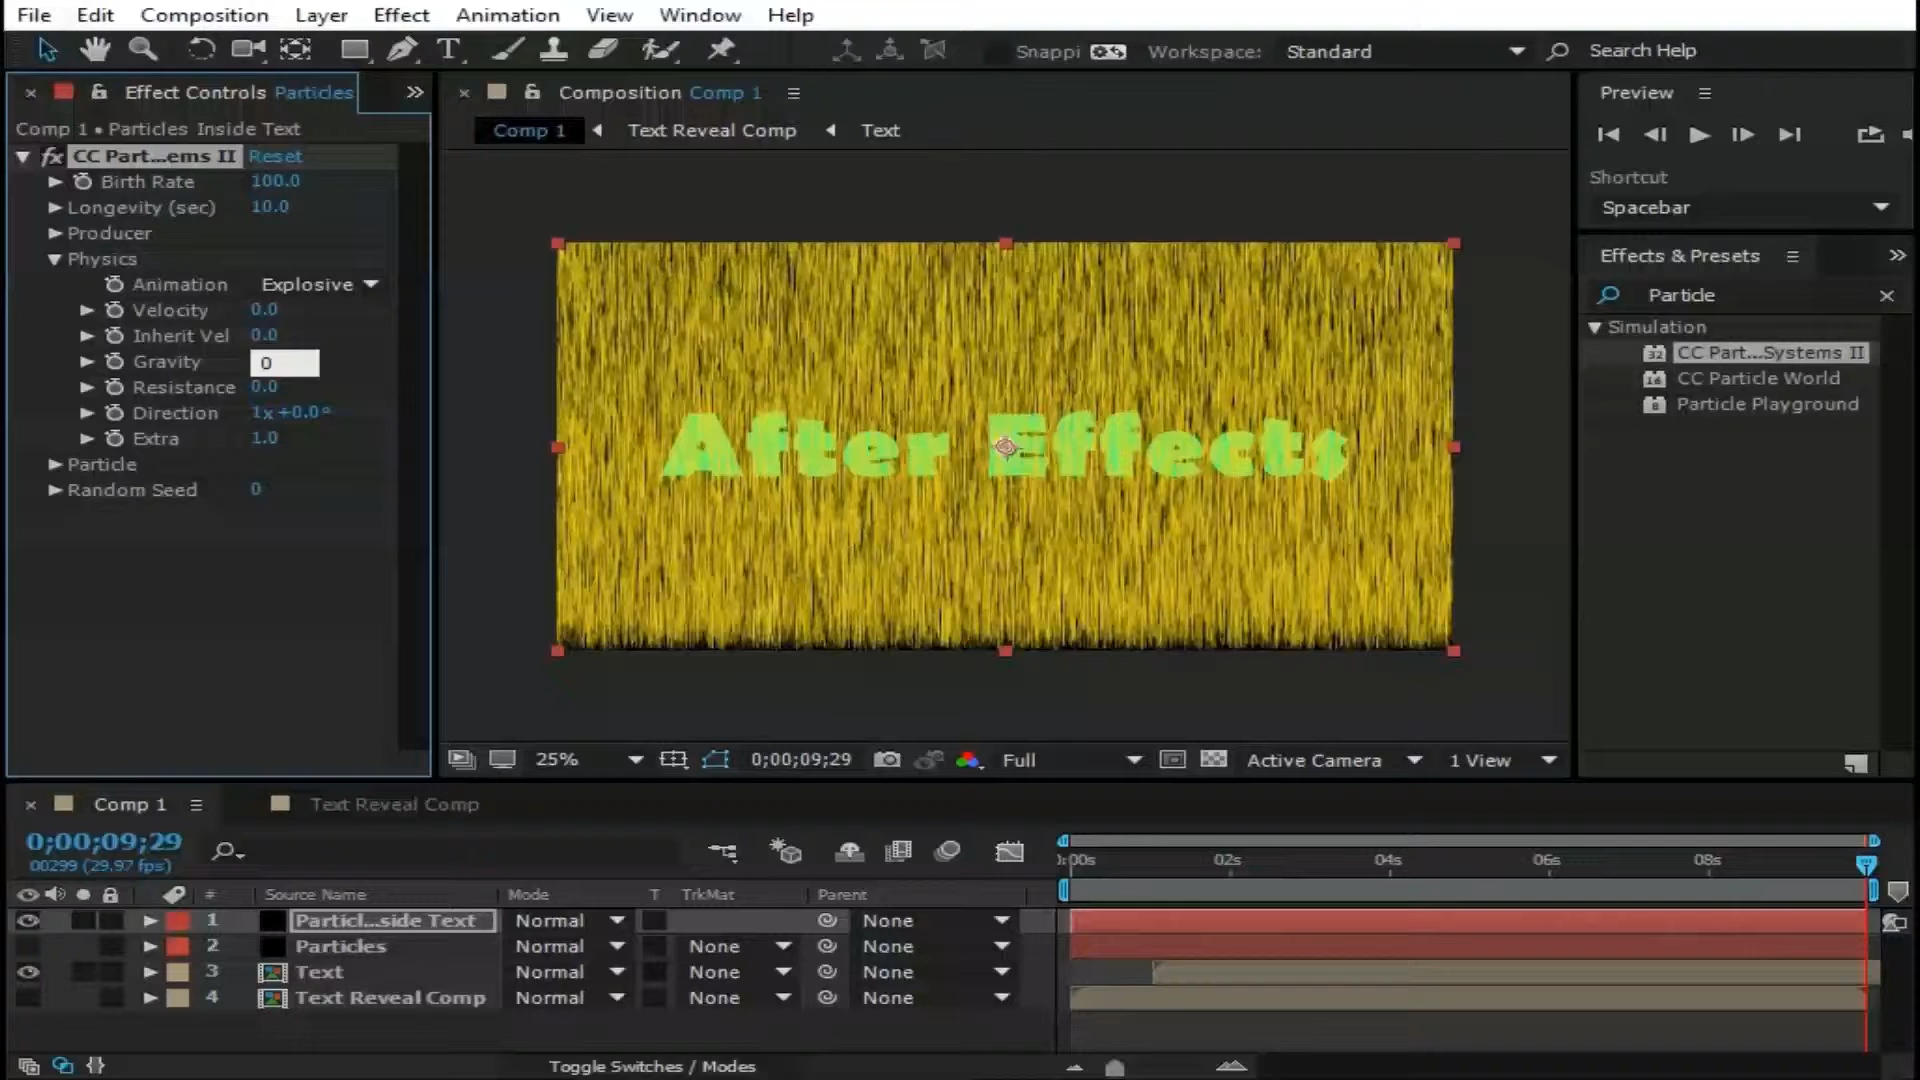 File Edit Composition Layer Effect Animation View Window Help
Snappi Workspace: Standard Search Help
Effect Controls Particles
Composition Comp 1
Preview
Comp 1 • Particles Inside Text
Comp 1 Text Reveal Comp Text
fx CC Part...ems II Reset
Birth Rate 100.0
Longevity (sec) 10.0
Producer
Physics
Animation Explosive
Velocity 0.0
Inherit Vel 0.0
Gravity 0
Resistance 0.0
Direction 1x+0.0°
Extra 1.0
Particle
Random Seed 0
After Effects
Shortcut
Spacebar
Effects & Presets
Particle
Simulation
32 CC Part...Systems II
16 CC Particle World
8 Particle Playground
25% 0;00;09;29 Full Active Camera 1 View
Comp 1 Text Reveal Comp
0;00;09;29
00299 (29.97 fps)
:00s 02s 04s 06s 08s
# Source Name Mode T TrkMat Parent
1 Particl...side Text Normal None
2 Particles Normal None None
3 Text Normal None None
4 Text Reveal Comp Normal None None
Toggle Switches / Modes